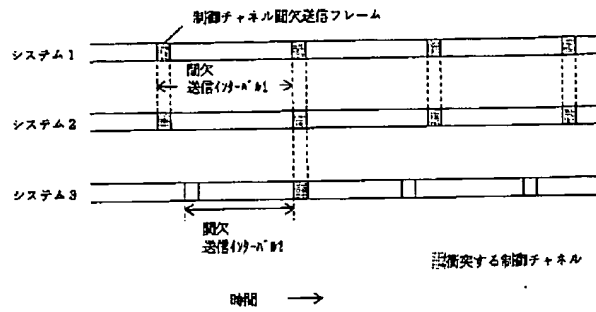 制御チャネル間欠送信フレーム
システム1
間欠
送信インターバル1
システム2
システム3
間欠
送信インターバル2
衝突する制御チャネル
時間